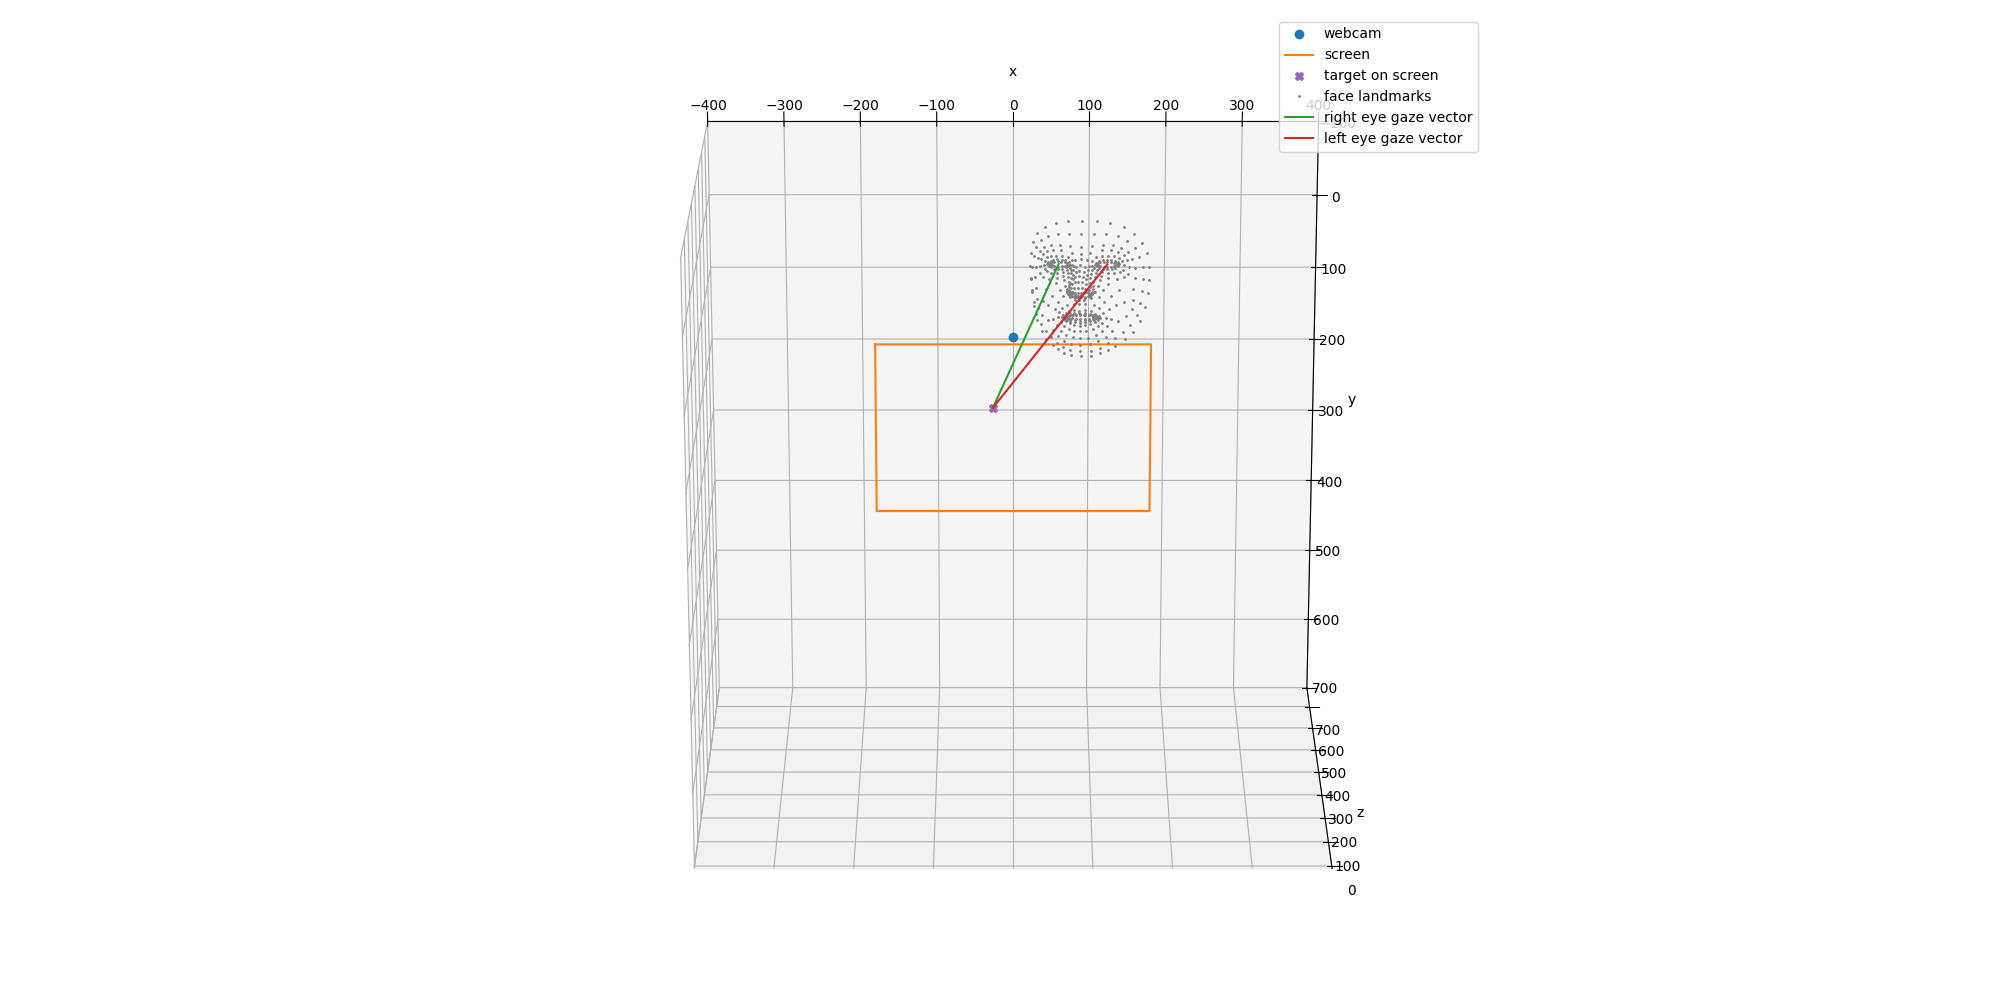 webcam
screen
target on screen
face landmarks
right eye gaze vector
left eye gaze vector
x
−400 −300 −200 −100 0 100 200 300 400
−100
0
100
200
300
y
400
500
600
700
700
600
500
400
300 z
200
100
0